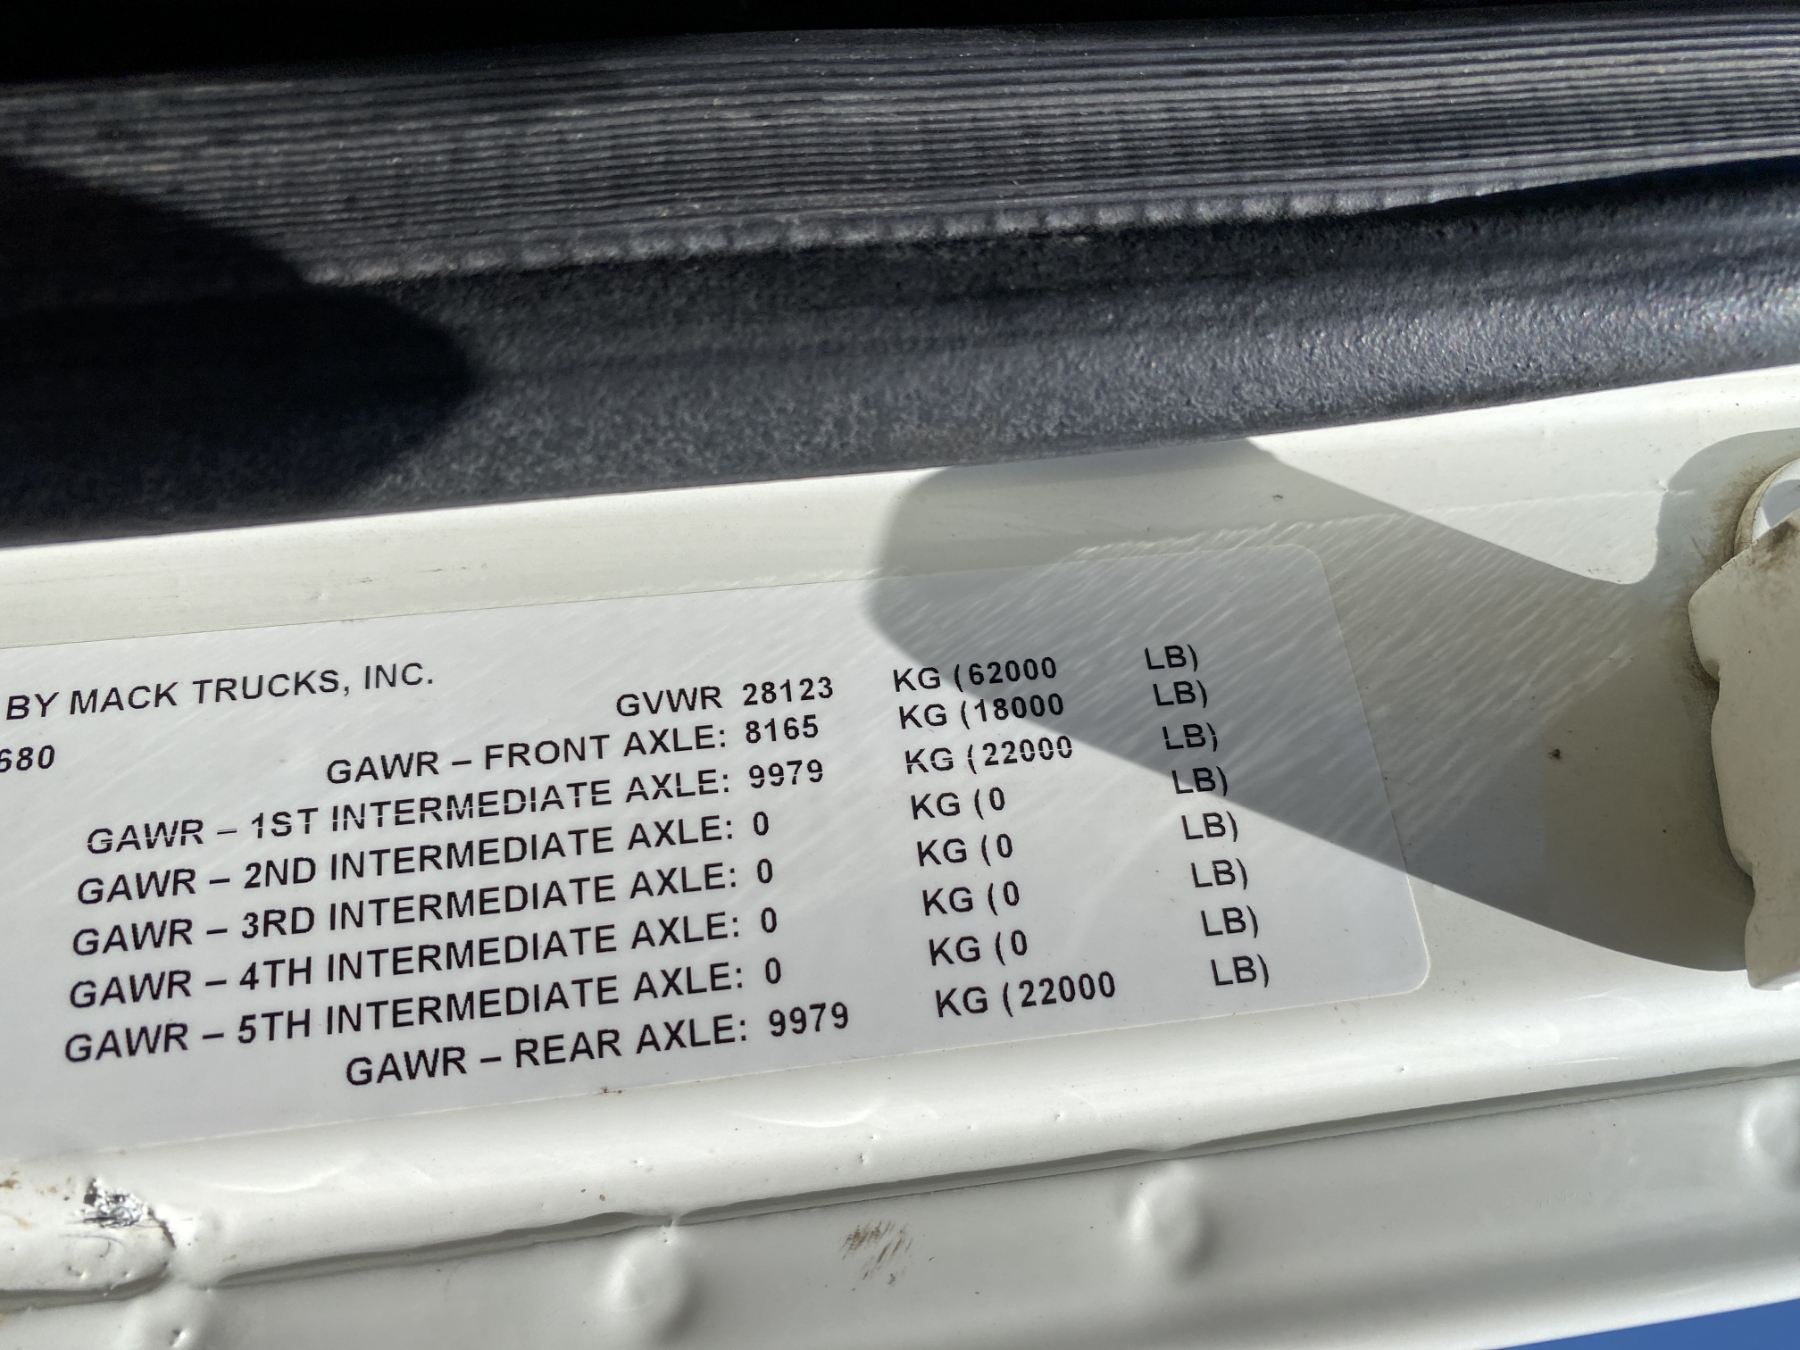 BY MACK TRUCKS, INC.
680
GVWR 28123 KG (62000 LB)
GAWR – FRONT AXLE: 8165 KG (18000 LB)
GAWR – 1ST INTERMEDIATE AXLE: 9979 KG (22000 LB)
GAWR – 2ND INTERMEDIATE AXLE: 0 KG (0 LB)
GAWR – 3RD INTERMEDIATE AXLE: 0 KG (0 LB)
GAWR – 4TH INTERMEDIATE AXLE: 0 KG (0 LB)
GAWR – 5TH INTERMEDIATE AXLE: 0 KG (0 LB)
GAWR – REAR AXLE: 9979 KG (22000 LB)